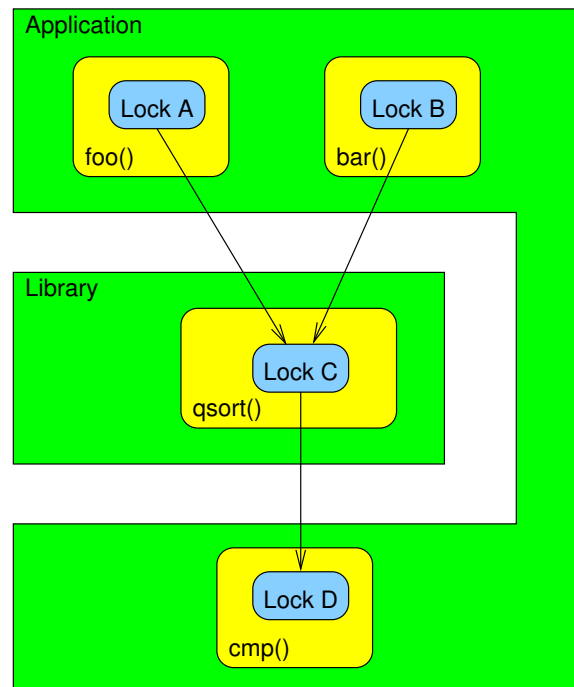 Application
Lock A
Lock B
foo()
bar()
Library
Lock C
qsort()
Lock D
cmp()